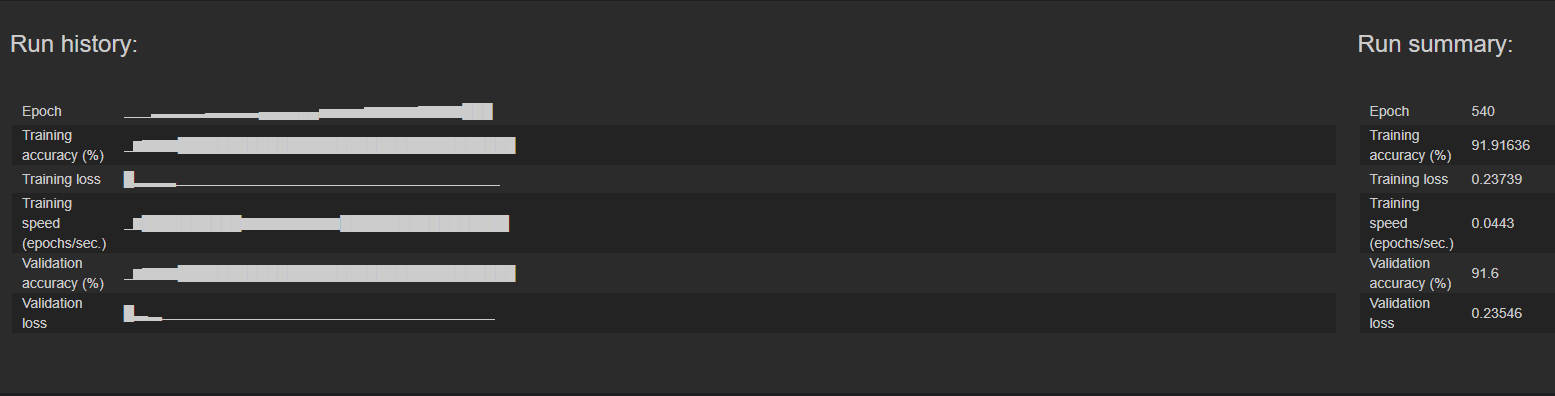 Run history:
Epoch
Training
accuracy (%)
Training loss
Training
speed
(epochs/sec.)
Validation
accuracy (%)
Validation
loss
Run summary:
Epoch 540
Training
accuracy (%) 91.91636
Training loss 0.23739
Training
speed 0.0443
(epochs/sec.)
Validation
accuracy (%) 91.6
Validation
loss 0.23546